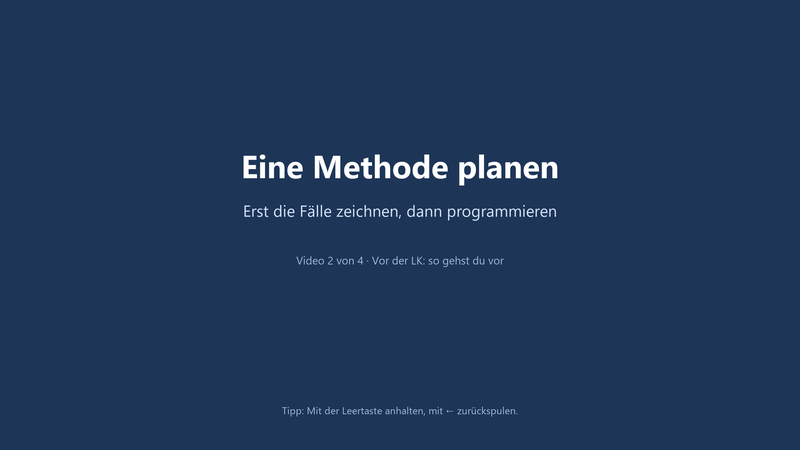 Eine Methode planen
Erst die Fälle zeichnen, dann programmieren
Video 2 von 4 · Vor der LK: so gehst du vor
Tipp: Mit der Leertaste anhalten, mit ← zurückspulen.